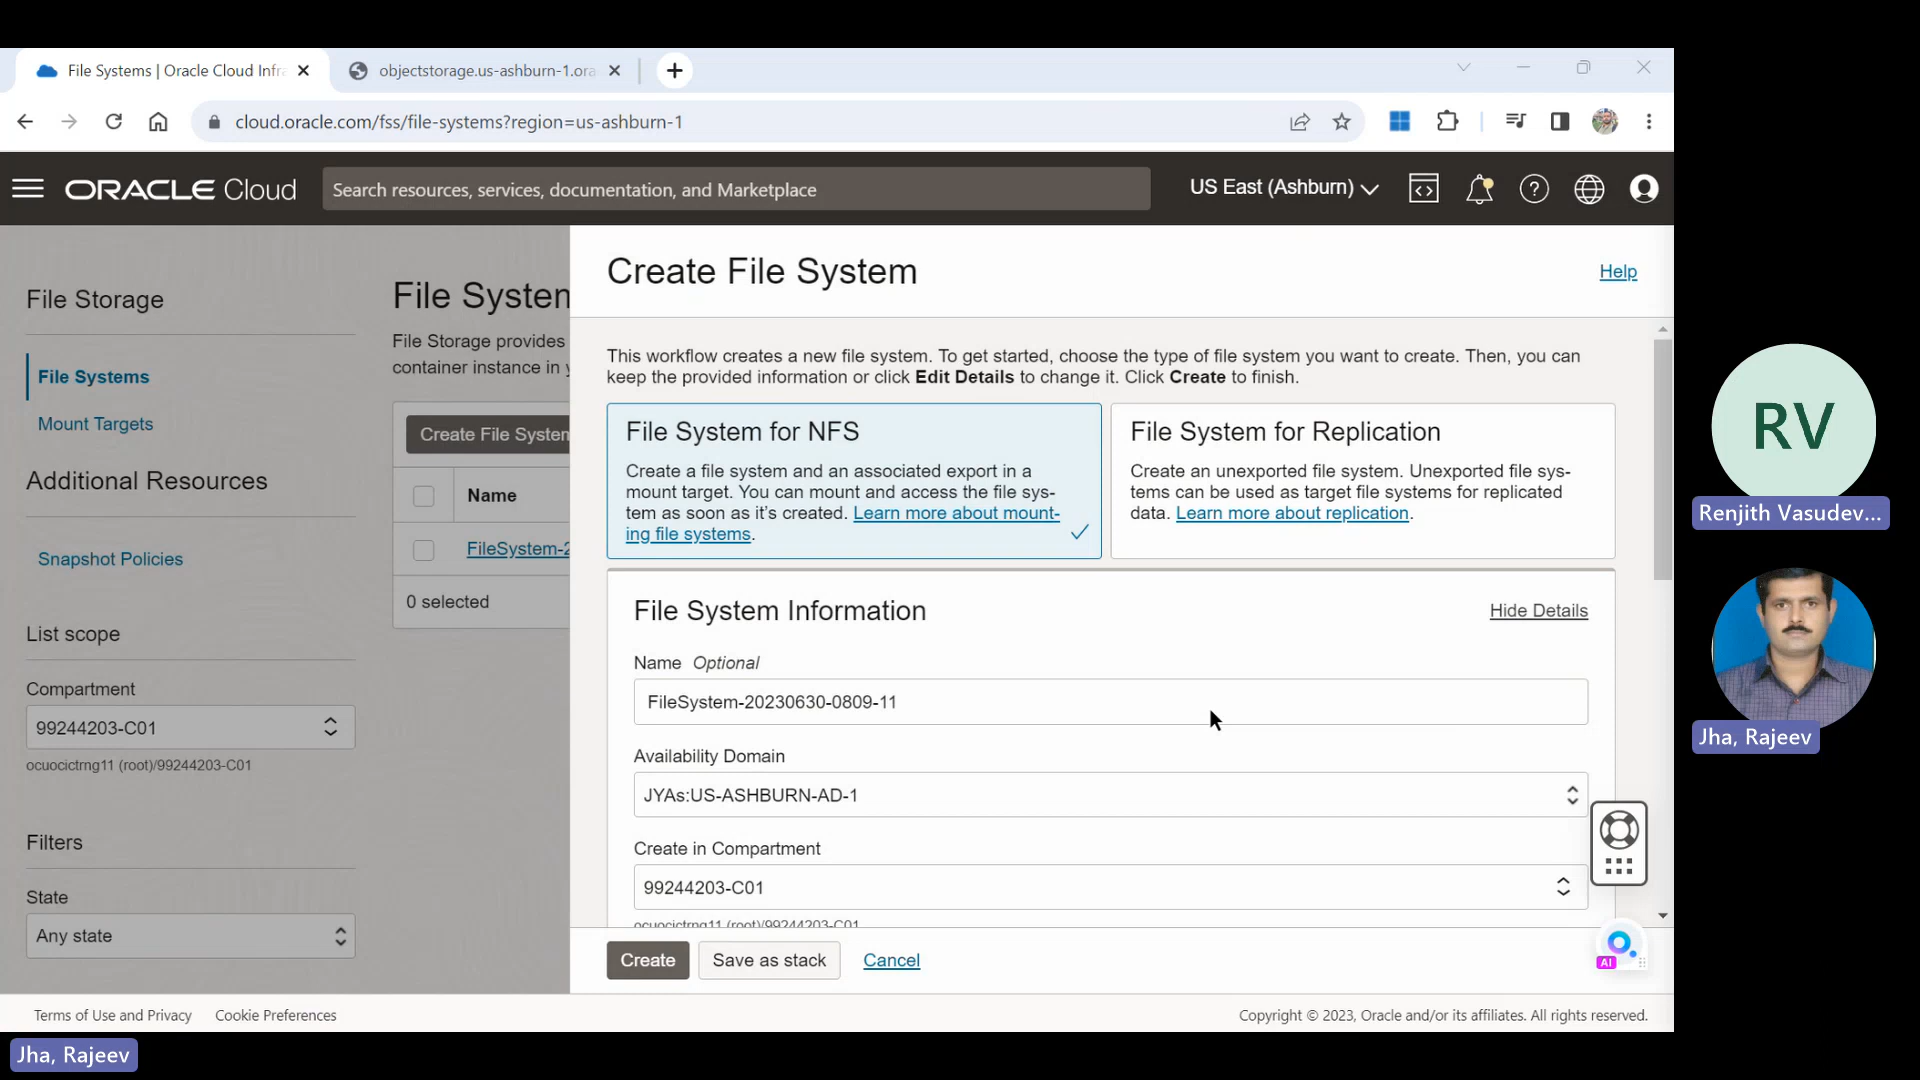 File Systems | Oracle Cloud Infra
objectstorage.us-ashburn-1.ora
cloud.oracle.com/fss/file-systems?region=us-ashburn-1
ORACLE Cloud
Search resources, services, documentation, and Marketplace
US East (Ashburn)
File Storage
File Systems
Mount Targets
Additional Resources
Snapshot Policies
List scope
Compartment
99244203-C01
ocuocictrng11 (root)/99244203-C01
Filters
State
Any state
File System
File Storage provides
container instance in y
Create File System
Name
FileSystem-2
0 selected
Create File System
Help
This workflow creates a new file system. To get started, choose the type of file system you want to create. Then, you can
keep the provided information or click Edit Details to change it. Click Create to finish.
File System for NFS
Create a file system and an associated export in a
mount target. You can mount and access the file sys-
tem as soon as it's created. Learn more about mount-
ing file systems.
File System for Replication
Create an unexported file system. Unexported file sys-
tems can be used as target file systems for replicated
data. Learn more about replication.
File System Information
Hide Details
Name Optional
FileSystem-20230630-0809-11
Availability Domain
JYAs:US-ASHBURN-AD-1
Create in Compartment
99244203-C01
ocuocictrng11 (root)/99244203-C01
Create
Save as stack
Cancel
AI
Terms of Use and Privacy
Cookie Preferences
Copyright © 2023, Oracle and/or its affiliates. All rights reserved.
RV
Renjith Vasudev...
Jha, Rajeev
Jha, Rajeev